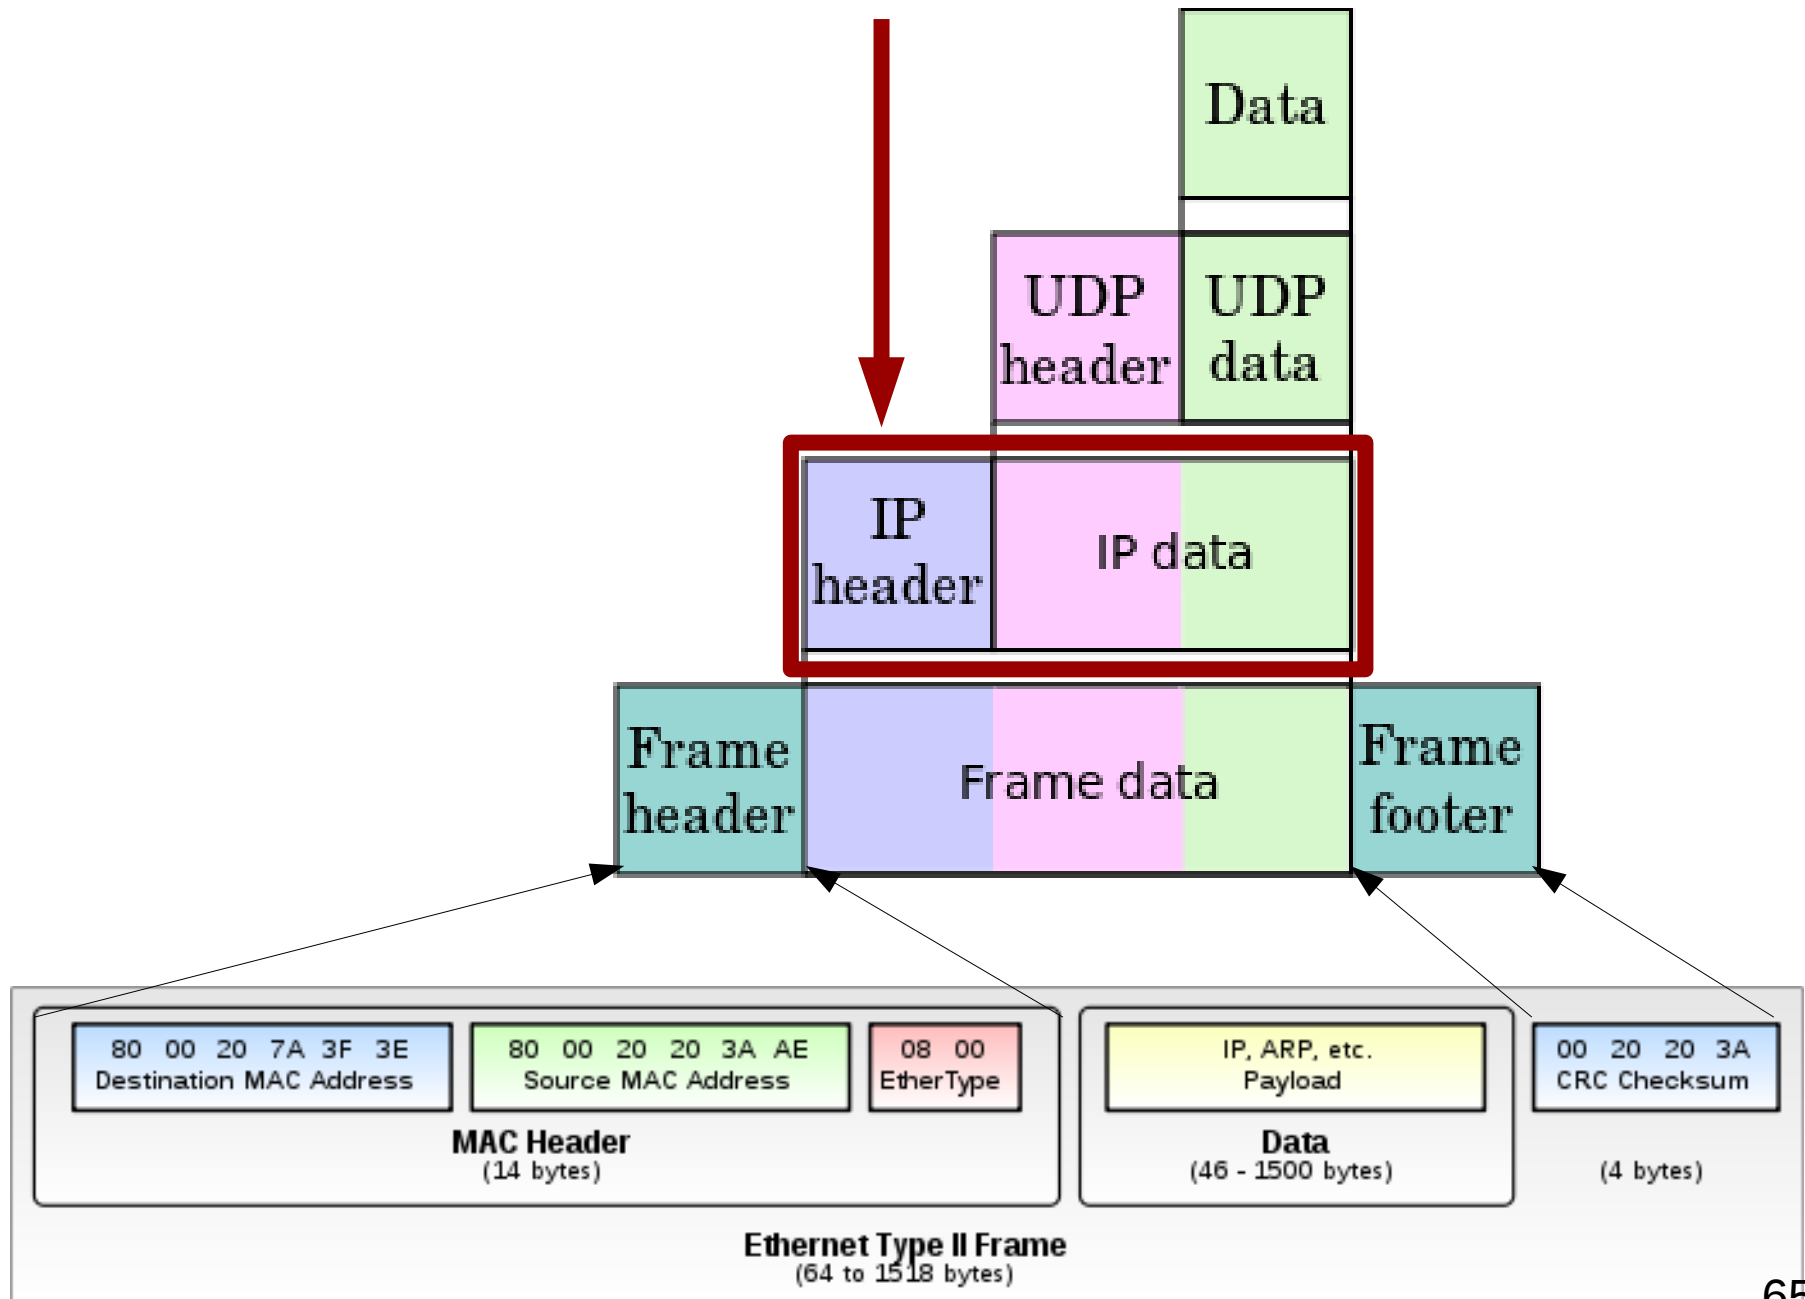 Data
UDP
header
UDP
data
IP
header
IP data
Frame
header
Frame data
Frame
footer
80 00 20 7A 3F 3E
Destination MAC Address
80 00 20 20 3A AE
Source MAC Address
08 00
EtherType
IP, ARP, etc.
Payload
00 20 20 3A
CRC Checksum
MAC Header
(14 bytes)
Data
(46 - 1500 bytes)
(4 bytes)
Ethernet Type II Frame
(64 to 1518 bytes)
65